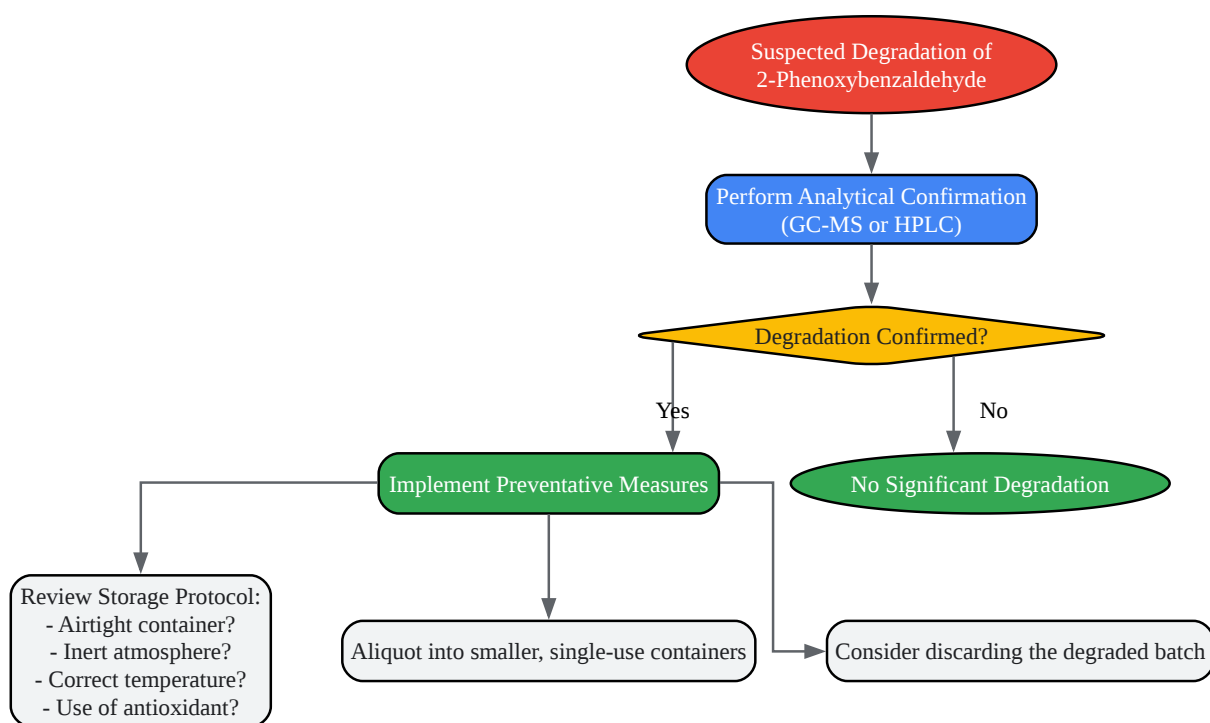 Suspected Degradation of
2-Phenoxybenzaldehyde
Perform Analytical Confirmation
(GC-MS or HPLC)
Degradation Confirmed?
Yes
No
Implement Preventative Measures
No Significant Degradation
Review Storage Protocol:
- Airtight container?
- Inert atmosphere?
- Correct temperature?
- Use of antioxidant?
Aliquot into smaller, single-use containers
Consider discarding the degraded batch